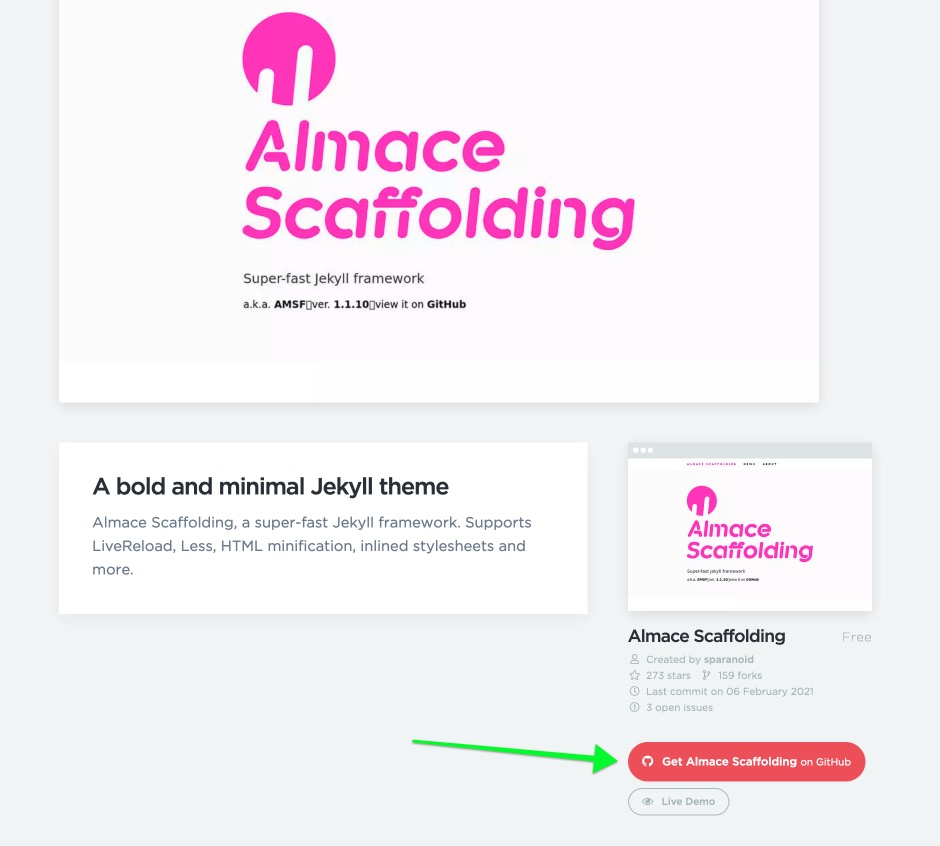 Almace
Scaffolding
Super-fast Jekyll framework
a.k.a. AMSF▯ver. 1.1.10▯view it on GitHub
A bold and minimal Jekyll theme
Almace Scaffolding, a super-fast Jekyll framework. Supports
LiveReload, Less, HTML minification, inlined stylesheets and
more.
ALMACE SCAFFOLDING NEWS ABOUT
Almace
Scaffolding
Super-fast Jekyll framework
a.k.a. AMSF▯ver. 1.1.10▯view it on GitHub
Almace Scaffolding Free
Created by sparanoid
273 stars 159 forks
Last commit on 06 February 2021
3 open issues
Get Almace Scaffolding on GitHub
Live Demo